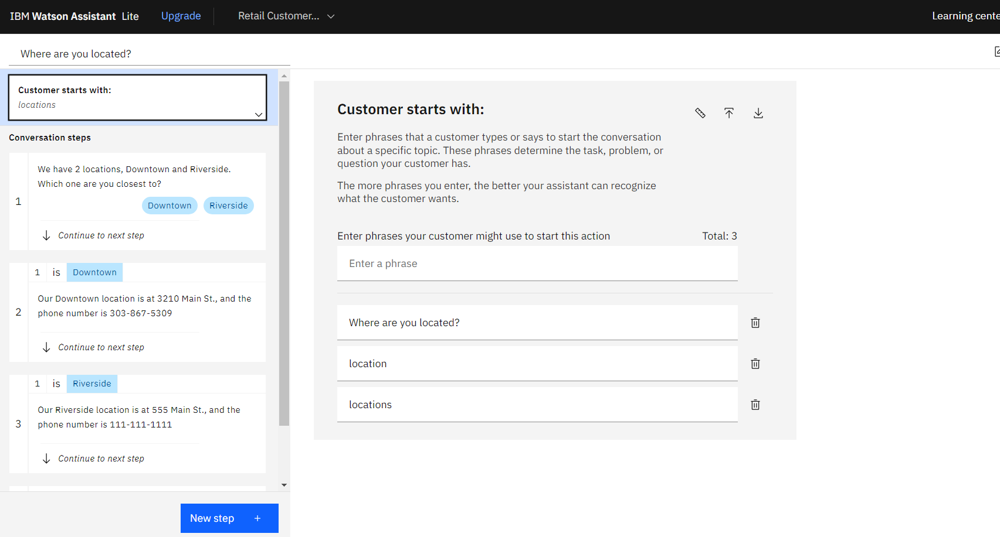 IBM Watson Assistant Lite
Upgrade
Retail Customer...
Learning cente
Where are you located?
Customer starts with:
locations
Conversation steps
1
We have 2 locations, Downtown and Riverside.
Which one are you closest to?
Downtown
Riverside
Continue to next step
2
1 is Downtown
Our Downtown location is at 3210 Main St., and the
phone number is 303-867-5309
Continue to next step
3
1 is Riverside
Our Riverside location is at 555 Main St., and the
phone number is 111-111-1111
Continue to next step
New step +
Customer starts with:
Enter phrases that a customer types or says to start the conversation
about a specific topic. These phrases determine the task, problem, or
question your customer has.
The more phrases you enter, the better your assistant can recognize
what the customer wants.
Enter phrases your customer might use to start this action
Total: 3
Enter a phrase
Where are you located?
location
locations